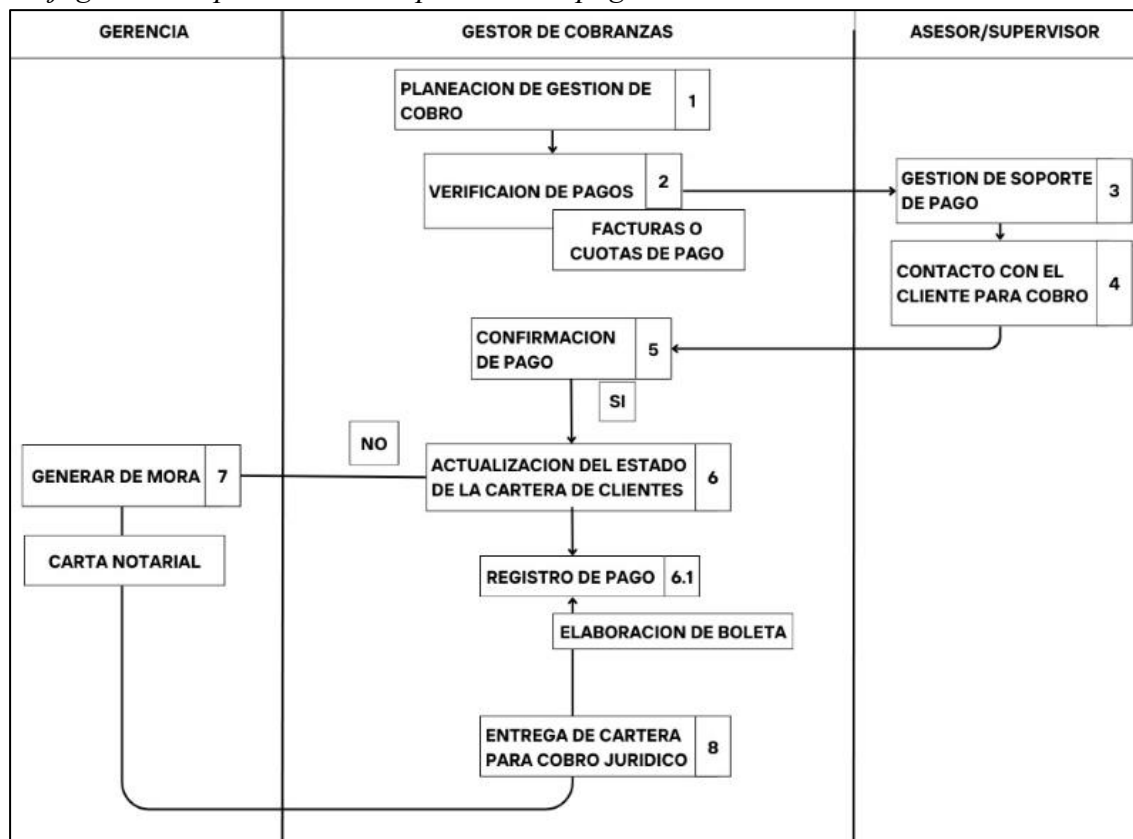 GERENCIA
GESTOR DE COBRANZAS
ASESOR/SUPERVISOR
PLANEACION DE GESTION DE
COBRO
1
VERIFICAION DE PAGOS
2
FACTURAS O
CUOTAS DE PAGO
GESTION DE SOPORTE
DE PAGO
3
CONTACTO CON EL
CLIENTE PARA COBRO
4
CONFIRMACION
DE PAGO
5
SI
NO
GENERAR DE MORA
7
ACTUALIZACION DEL ESTADO
DE LA CARTERA DE CLIENTES
6
CARTA NOTARIAL
REGISTRO DE PAGO
6.1
ELABORACION DE BOLETA
ENTREGA DE CARTERA
PARA COBRO JURIDICO
8